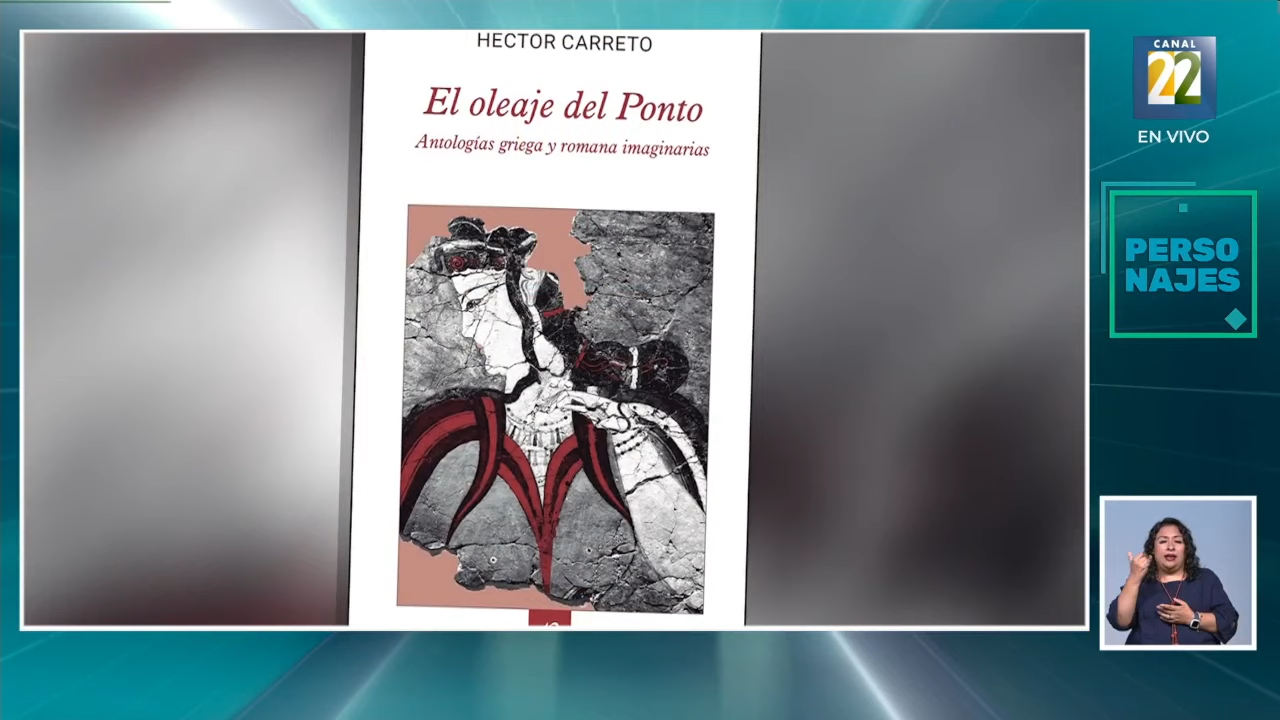 HECTOR CARRETO
El oleaje del Ponto
Antologías griega y romana imaginarias
CANAL
22
EN VIVO
PERSO
NAJES